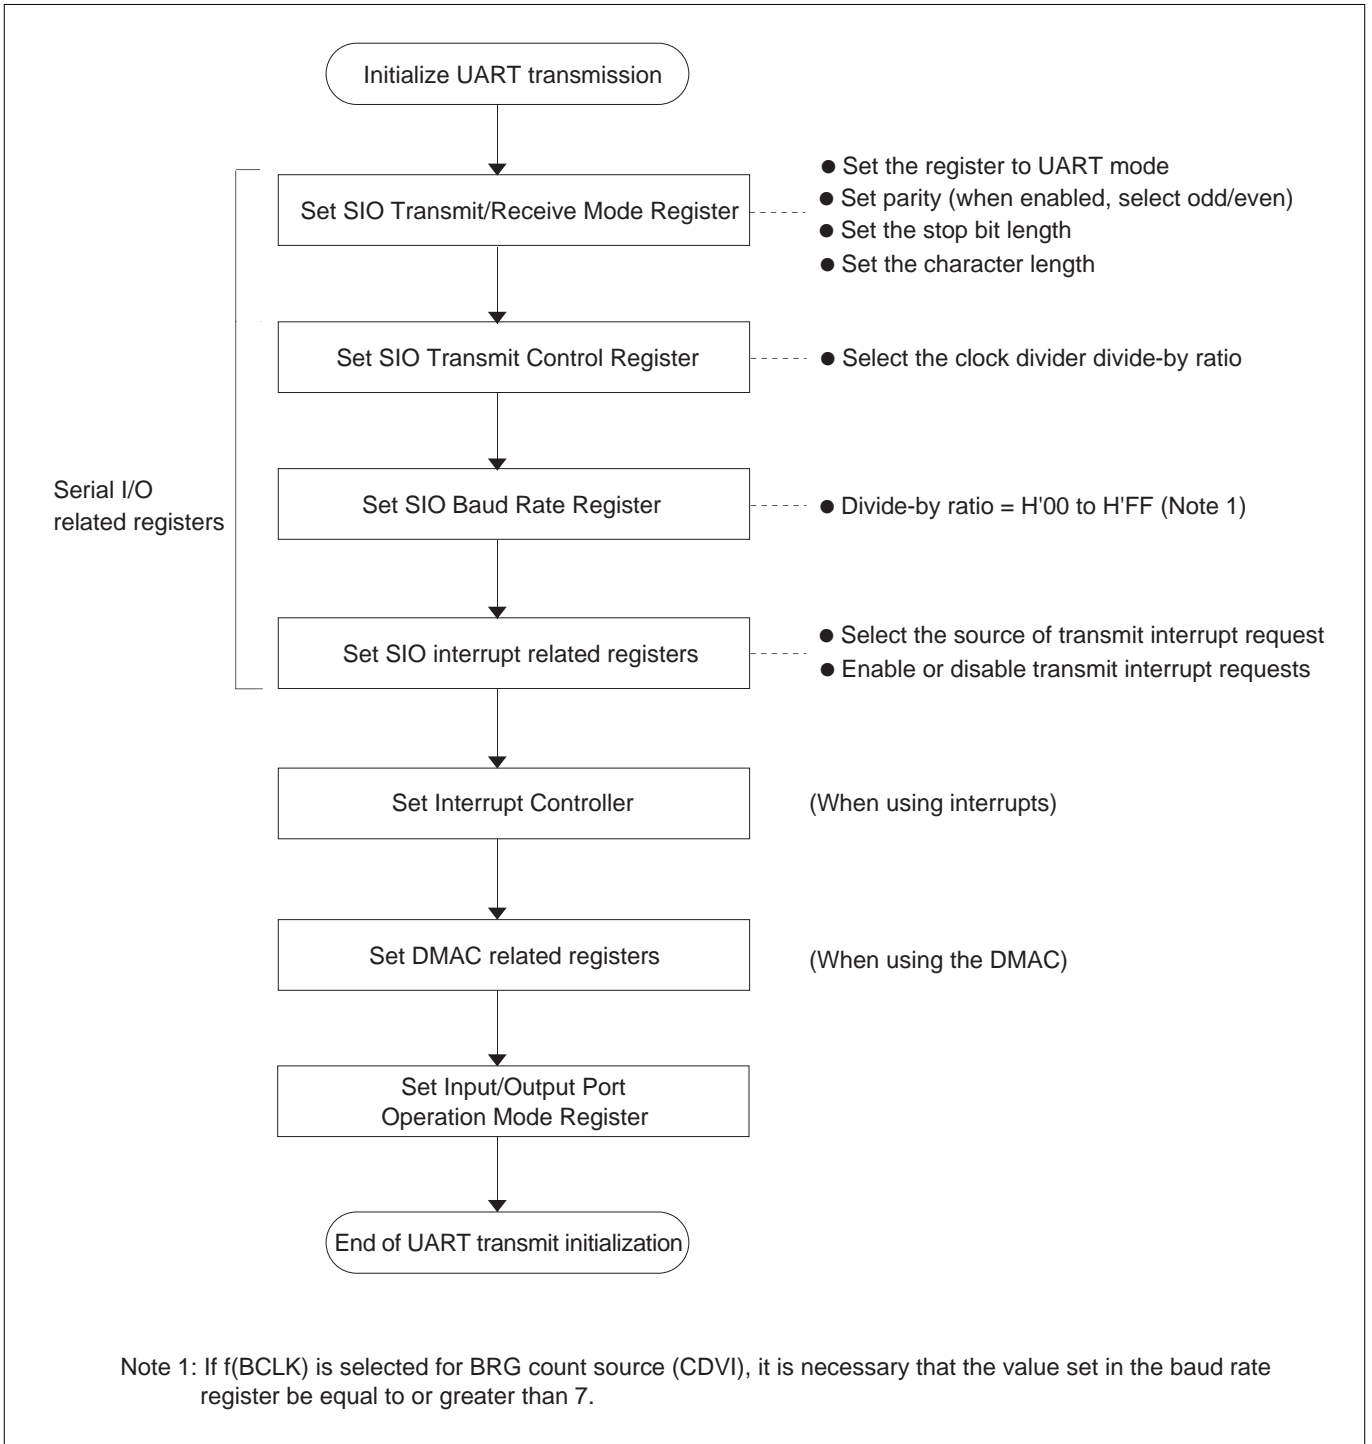 Initialize UART transmission
Set SIO Transmit/Receive Mode Register
● Set the register to UART mode
● Set parity (when enabled, select odd/even)
● Set the stop bit length
● Set the character length
Set SIO Transmit Control Register
● Select the clock divider divide-by ratio
Serial I/O
related registers
Set SIO Baud Rate Register
● Divide-by ratio = H'00 to H'FF (Note 1)
Set SIO interrupt related registers
● Select the source of transmit interrupt request
● Enable or disable transmit interrupt requests
Set Interrupt Controller
(When using interrupts)
Set DMAC related registers
(When using the DMAC)
Set Input/Output Port
Operation Mode Register
End of UART transmit initialization
Note 1: If f(BCLK) is selected for BRG count source (CDVI), it is necessary that the value set in the baud rate
register be equal to or greater than 7.